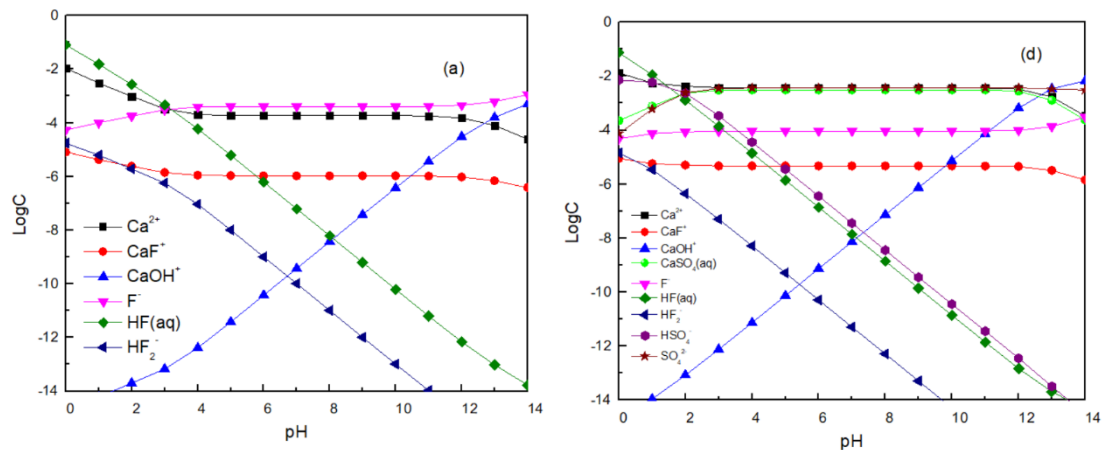 (a)
LogC
0
-2
-4
-6
-8
-10
-12
-14
Ca2+
CaF+
CaOH+
F-
HF(aq)
HF2-
0 2 4 6 8 10 12 14
pH
(d)
LogC
0
-2
-4
-6
-8
-10
-12
-14
Ca2+
CaF+
CaOH+
CaSO4(aq)
F-
HF(aq)
HF2-
HSO4-
SO42-
0 2 4 6 8 10 12 14
pH